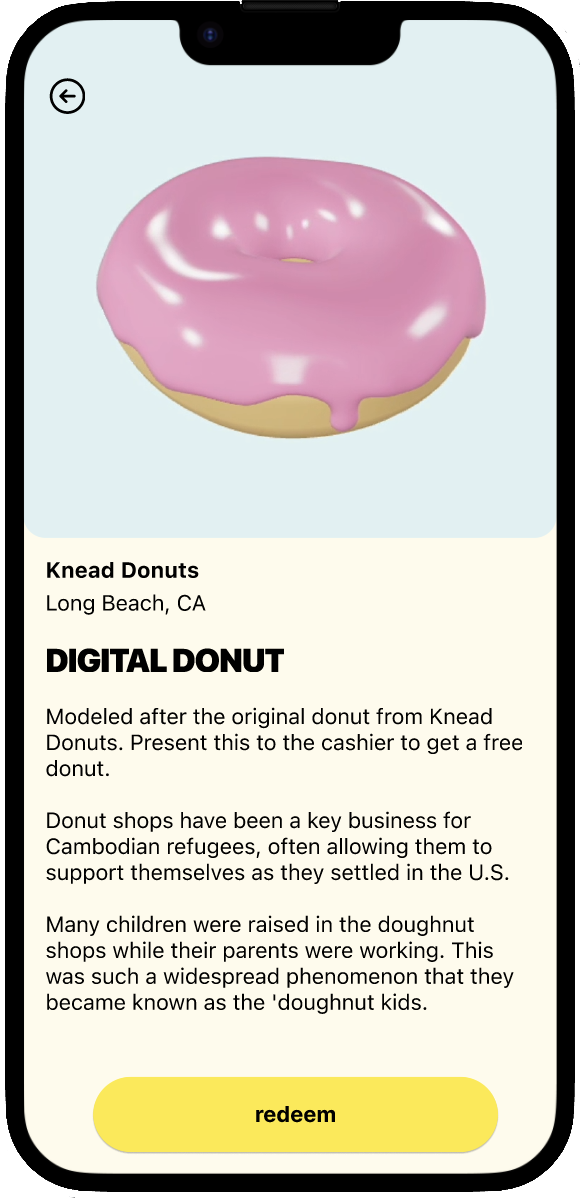 Knead Donuts
Long Beach, CA
DIGITAL DONUT
Modeled after the original donut from Knead
Donuts. Present this to the cashier to get a free
donut.
Donut shops have been a key business for
Cambodian refugees, often allowing them to
support themselves as they settled in the U.S.
Many children were raised in the doughnut
shops while their parents were working. This
was such a widespread phenomenon that they
became known as the 'doughnut kids.
redeem